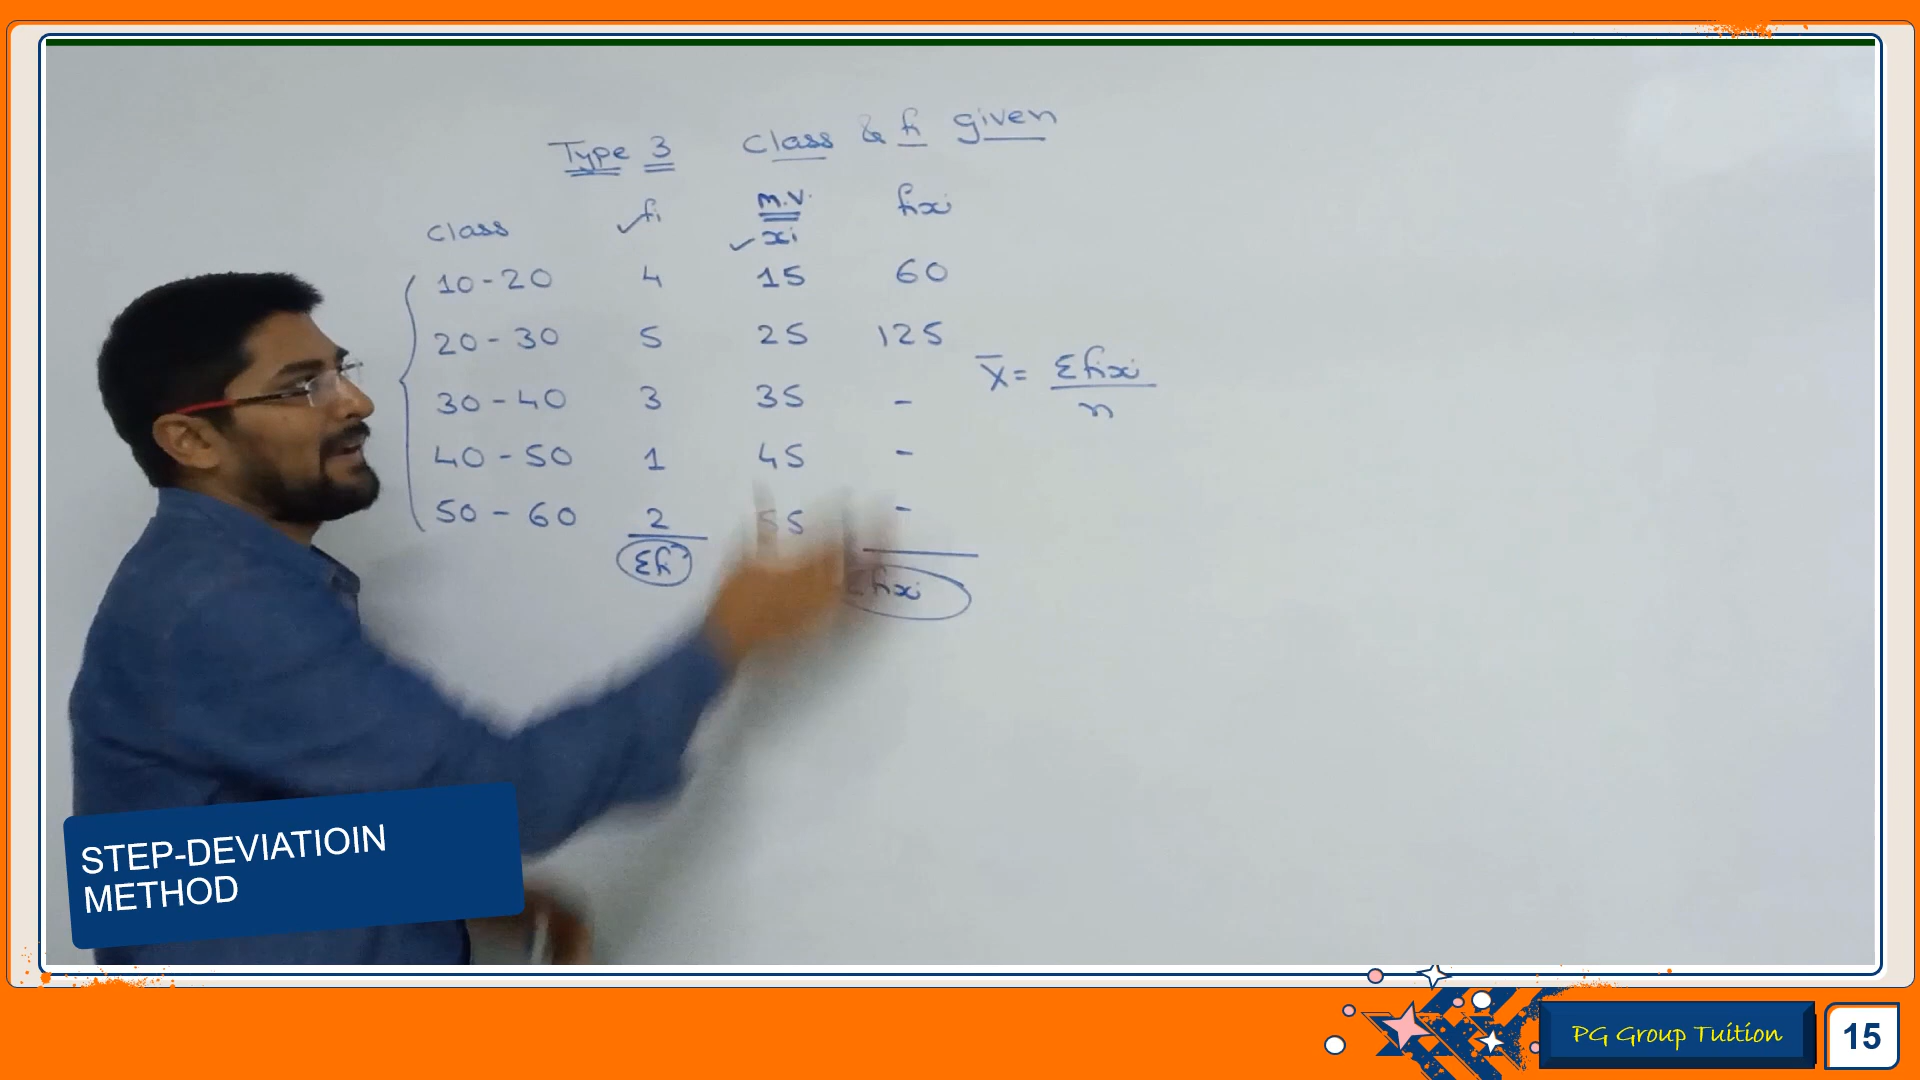 Type 3 Class & fi given
class fi m.v. xi fixi
10-20 4 15 60
20-30 5 25 125
30-40 3 35 -
40-50 1 45 -
50-60 2 55 -
Σfi Σfixi
X̄ = Σfixi / n
STEP-DEVIATIOIN
METHOD
PG Group Tuition
15